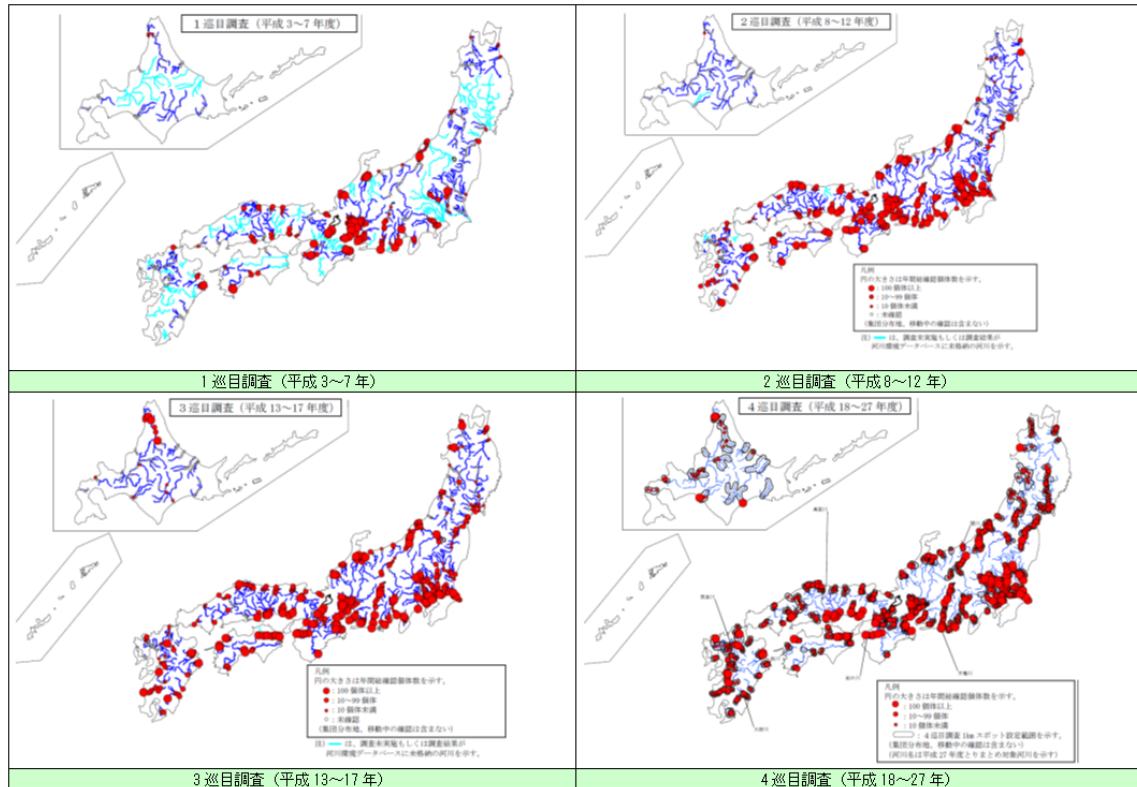 1巡目調査（平成3～7年度）
2巡目調査（平成8～12年度）
凡例
円の大きさは年間総確認個体数を示す。
：100個体以上
：10～99個体
：10個体未満
：未確認
（集団分布地、移動中の確認は含まない）
注） は、調査未実施もしくは調査結果が
河川環境データベースに未格納の河川を示す。
1巡目調査（平成3～7年）
2巡目調査（平成8～12年）
3巡目調査（平成13～17年度）
4巡目調査（平成18～27年度）
凡例
円の大きさは年間総確認個体数を示す。
：100個体以上
：10～99個体
：10個体未満
：未確認
（集団分布地、移動中の確認は含まない）
注） は、調査未実施もしくは調査結果が
河川環境データベースに未格納の河川を示す。
凡例
円の大きさは年間総確認個体数を示す。
：100個体以上
：10～99個体
：10個体未満
：4巡目調査1kmスポット設定範囲を示す。
（集団分布地、移動中の確認は含まない）
（河川名は平成27年度とりまとめ対象河川を示す）
3巡目調査（平成13～17年）
4巡目調査（平成18～27年）